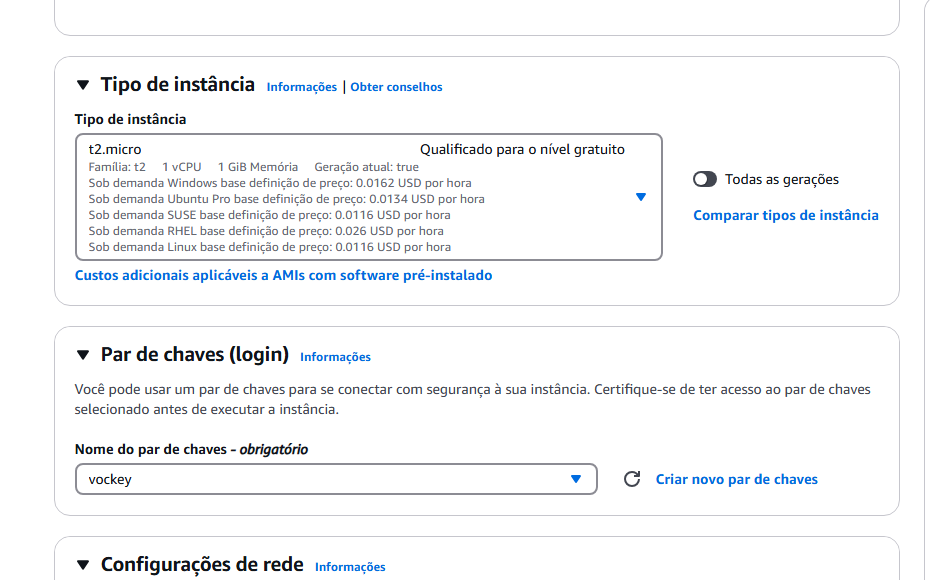 Tipo de instância Informações | Obter conselhos
Tipo de instância
t2.micro Qualificado para o nível gratuito
Família: t2 1 vCPU 1 GiB Memória Geração atual: true
Sob demanda Windows base definição de preço: 0.0162 USD por hora
Sob demanda Ubuntu Pro base definição de preço: 0.0134 USD por hora
Sob demanda SUSE base definição de preço: 0.0116 USD por hora
Sob demanda RHEL base definição de preço: 0.026 USD por hora
Sob demanda Linux base definição de preço: 0.0116 USD por hora
Todas as gerações
Comparar tipos de instância
Custos adicionais aplicáveis a AMIs com software pré-instalado
Par de chaves (login) Informações
Você pode usar um par de chaves para se conectar com segurança à sua instância. Certifique-se de ter acesso ao par de chaves
selecionado antes de executar a instância.
Nome do par de chaves - obrigatório
vockey
Criar novo par de chaves
Configurações de rede Informações